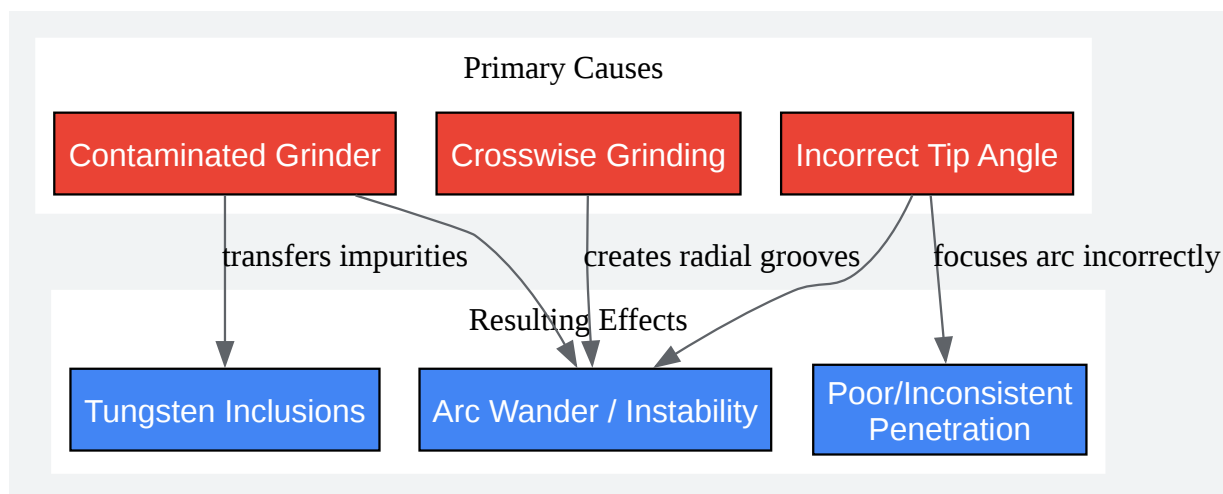 Primary Causes
Contaminated Grinder
Crosswise Grinding
Incorrect Tip Angle
transfers impurities
creates radial grooves
focuses arc incorrectly
Resulting Effects
Tungsten Inclusions
Arc Wander / Instability
Poor/Inconsistent
Penetration